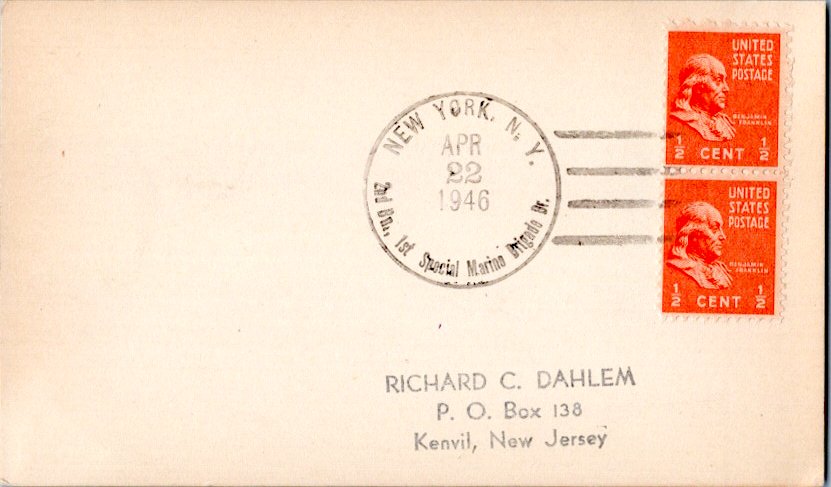 NEW YORK, N. Y.
APR
22
1946
2nd Bn., 1st Special Marine Brigade Br.
UNITED
STATES
POSTAGE
BENJAMIN
FRANKLIN
1/2 CENT 1/2
UNITED
STATES
POSTAGE
BENJAMIN
FRANKLIN
1/2 CENT 1/2
RICHARD C. DAHLEM
P. O. Box 138
Kenvil, New Jersey